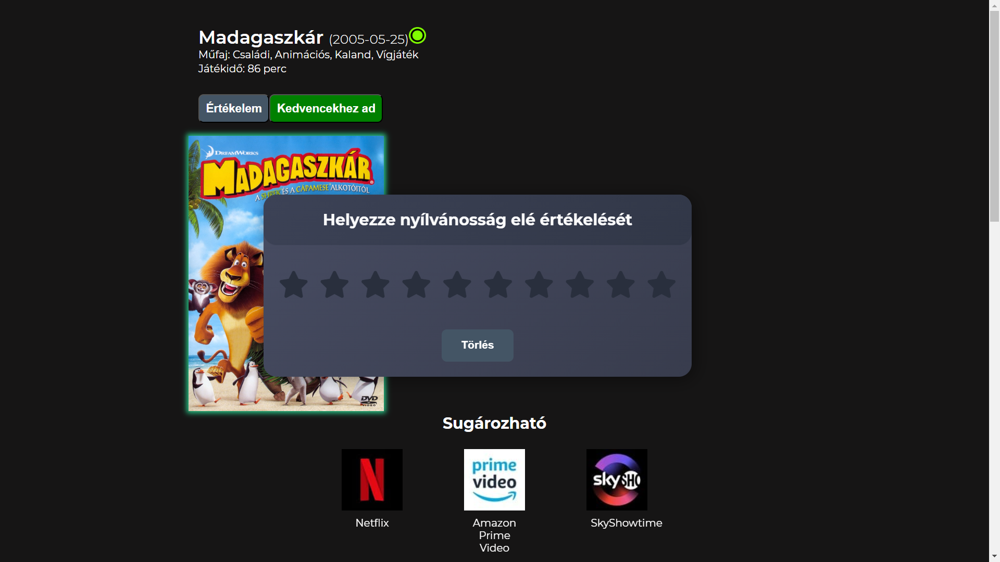 Madagaszkár (2005-05-25)
Műfaj: Családi, Animációs, Kaland, Vígjáték
Játékidő: 86 perc
Értékelem
Kedvencekhez ad
DREAMWORKS
MADAGASZKÁR
A SHREK ÉS A CÁPAMESE ALKOTÓITÓL
Helyezze nyílvánosság elé értékelését
Törlés
DVD
VIDEO
Sugározható
N
prime
video
sky SHO
Netflix
Amazon
Prime
Video
SkyShowtime